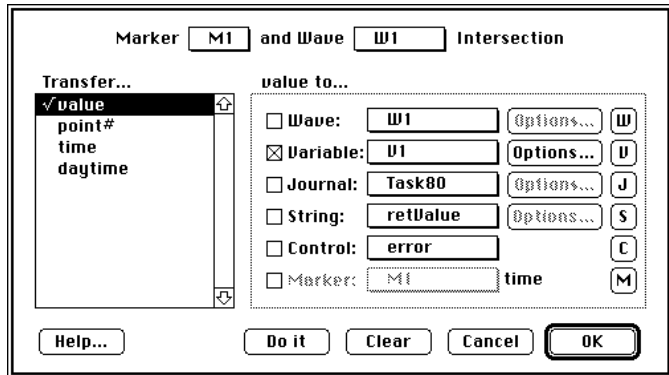 Marker M1 and Wave W1 Intersection
Transfer...
√value
point#
time
daytime
value to...
Wave: W1 Options... W
Variable: V1 Options... V
Journal: Task80 Options... J
String: retValue Options... S
Control: error C
Marker: M1 time M
Help... Do it Clear Cancel OK